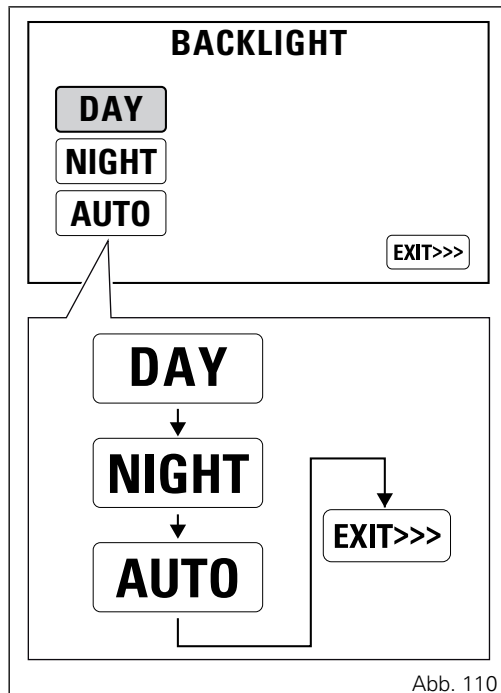 BACKLIGHT
DAY
NIGHT
AUTO
EXIT>>>
DAY
NIGHT
AUTO
EXIT>>>
Abb. 110